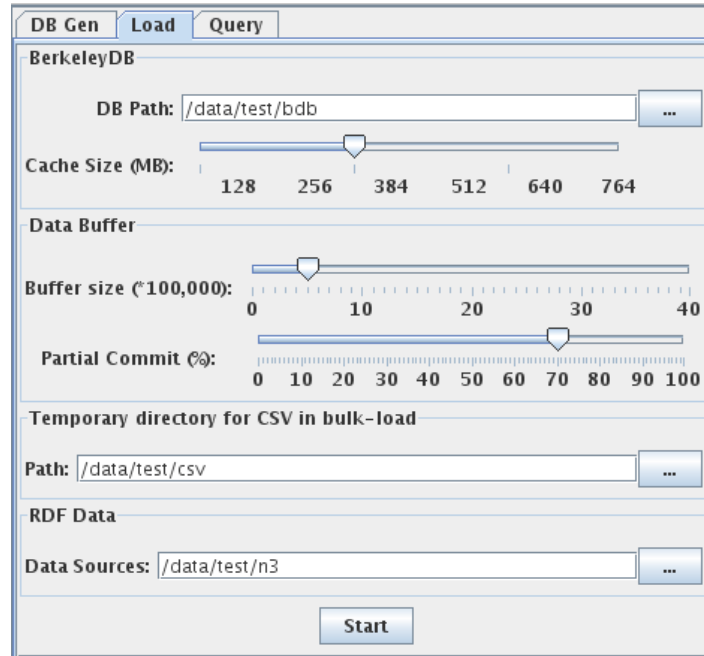 DB Gen Load Query
BerkeleyDB
DB Path: /data/test/bdb ...
Cache Size (MB):
128 256 384 512 640 764
Data Buffer
Buffer size (*100,000):
0 10 20 30 40
Partial Commit (%):
0 10 20 30 40 50 60 70 80 90 100
Temporary directory for CSV in bulk-load
Path: /data/test/csv ...
RDF Data
Data Sources: /data/test/n3 ...
Start